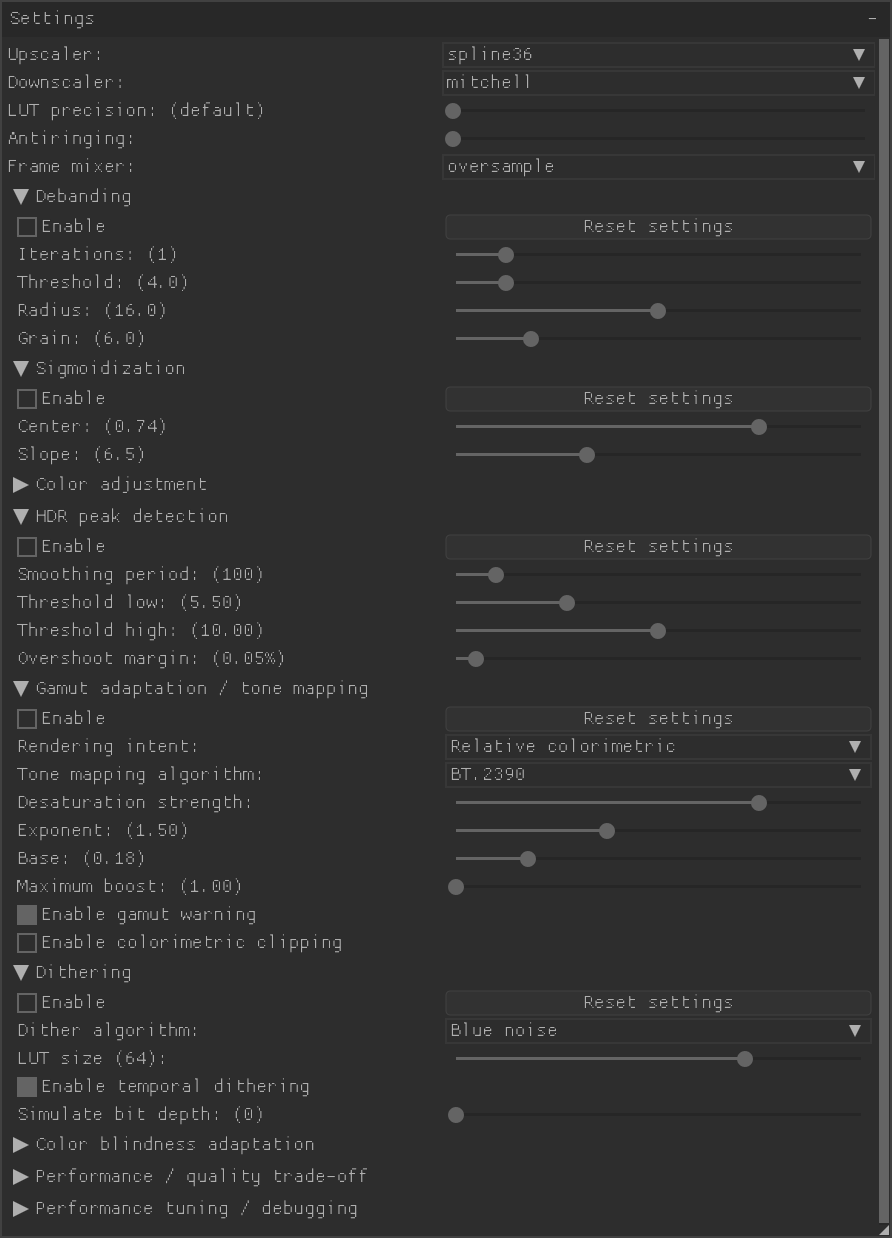 Settings -
Upscaler: spline36
Downscaler: mitchell
LUT precision: (default)
Antiringing:
Frame mixer: oversample
Debanding
Enable Reset settings
Iterations: (1)
Threshold: (4.0)
Radius: (16.0)
Grain: (6.0)
Sigmoidization
Enable Reset settings
Center: (0.74)
Slope: (6.5)
Color adjustment
HDR peak detection
Enable Reset settings
Smoothing period: (100)
Threshold low: (5.50)
Threshold high: (10.00)
Overshoot margin: (0.05%)
Gamut adaptation / tone mapping
Enable Reset settings
Rendering intent: Relative colorimetric
Tone mapping algorithm: BT.2390
Desaturation strength:
Exponent: (1.50)
Base: (0.18)
Maximum boost: (1.00)
Enable gamut warning
Enable colorimetric clipping
Dithering
Enable Reset settings
Dither algorithm: Blue noise
LUT size (64):
Enable temporal dithering
Simulate bit depth: (0)
Color blindness adaptation
Performance / quality trade-off
Performance tuning / debugging